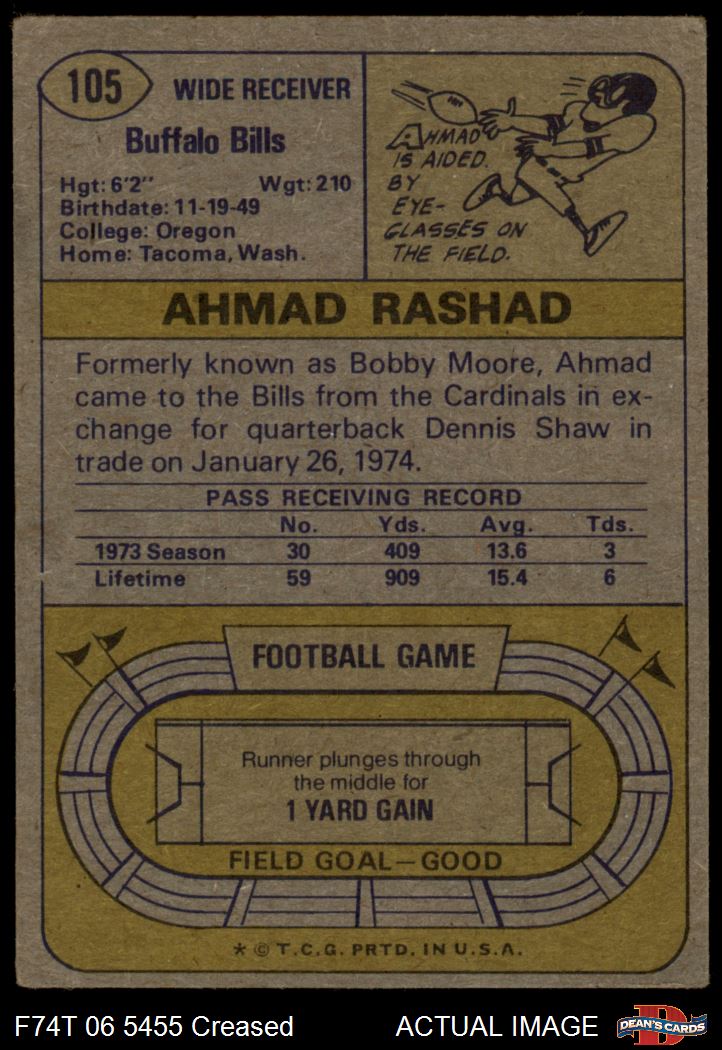 105 WIDE RECEIVER
Buffalo Bills
Hgt: 6'2" Wgt: 210
Birthdate: 11-19-49
College: Oregon
Home: Tacoma, Wash.
AHMAD
IS AIDED.
BY
EYE-
GLASSES ON
THE FIELD.
AHMAD RASHAD
Formerly known as Bobby Moore, Ahmad
came to the Bills from the Cardinals in ex-
change for quarterback Dennis Shaw in
trade on January 26, 1974.
PASS RECEIVING RECORD
No. Yds. Avg. Tds.
1973 Season 30 409 13.6 3
Lifetime 59 909 15.4 6
FOOTBALL GAME
Runner plunges through
the middle for
1 YARD GAIN
FIELD GOAL—GOOD
* © T.C.G. PRTD. IN U.S.A.
F74T 06 5455 Creased ACTUAL IMAGE D DEAN'S CARDS